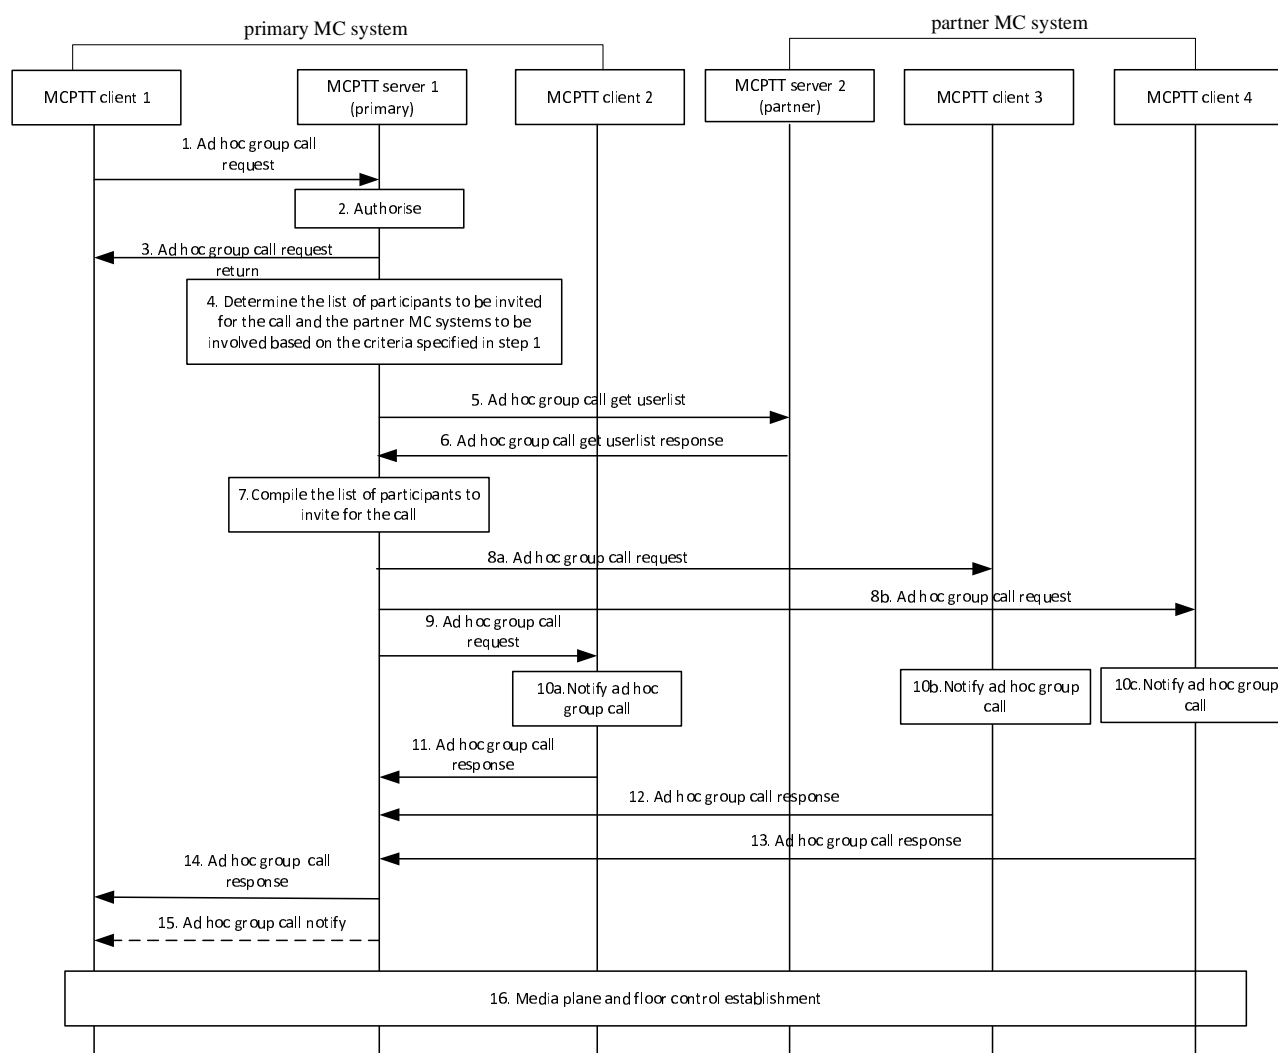 primary MC system
partner MC system
MCPTT client 1
MCPTT server 1
(primary)
MCPTT client 2
MCPTT server 2
(partner)
MCPTT client 3
MCPTT client 4
1. Ad hoc group call
request
2. Authorise
3. Ad hoc group call request
return
4. Determine the list of participants to be invited
for the call and the partner MC systems to be
involved based on the criteria specified in step 1
5. Ad hoc group call get userlist
6. Ad hoc group call get userlist response
7.Compile the list of participants to
invite for the call
8a. Ad hoc group call request
8b. Ad hoc group call request
9. Ad hoc group call
request
10a.Notify ad hoc
group call
10b.Notify ad hoc group
call
10c.Notify ad hoc group
call
11. Ad hoc group call
response
12. Ad hoc group call response
13. Ad hoc group call response
14. Ad hoc group call
response
15. Ad hoc group call notify
16. Media plane and floor control establishment